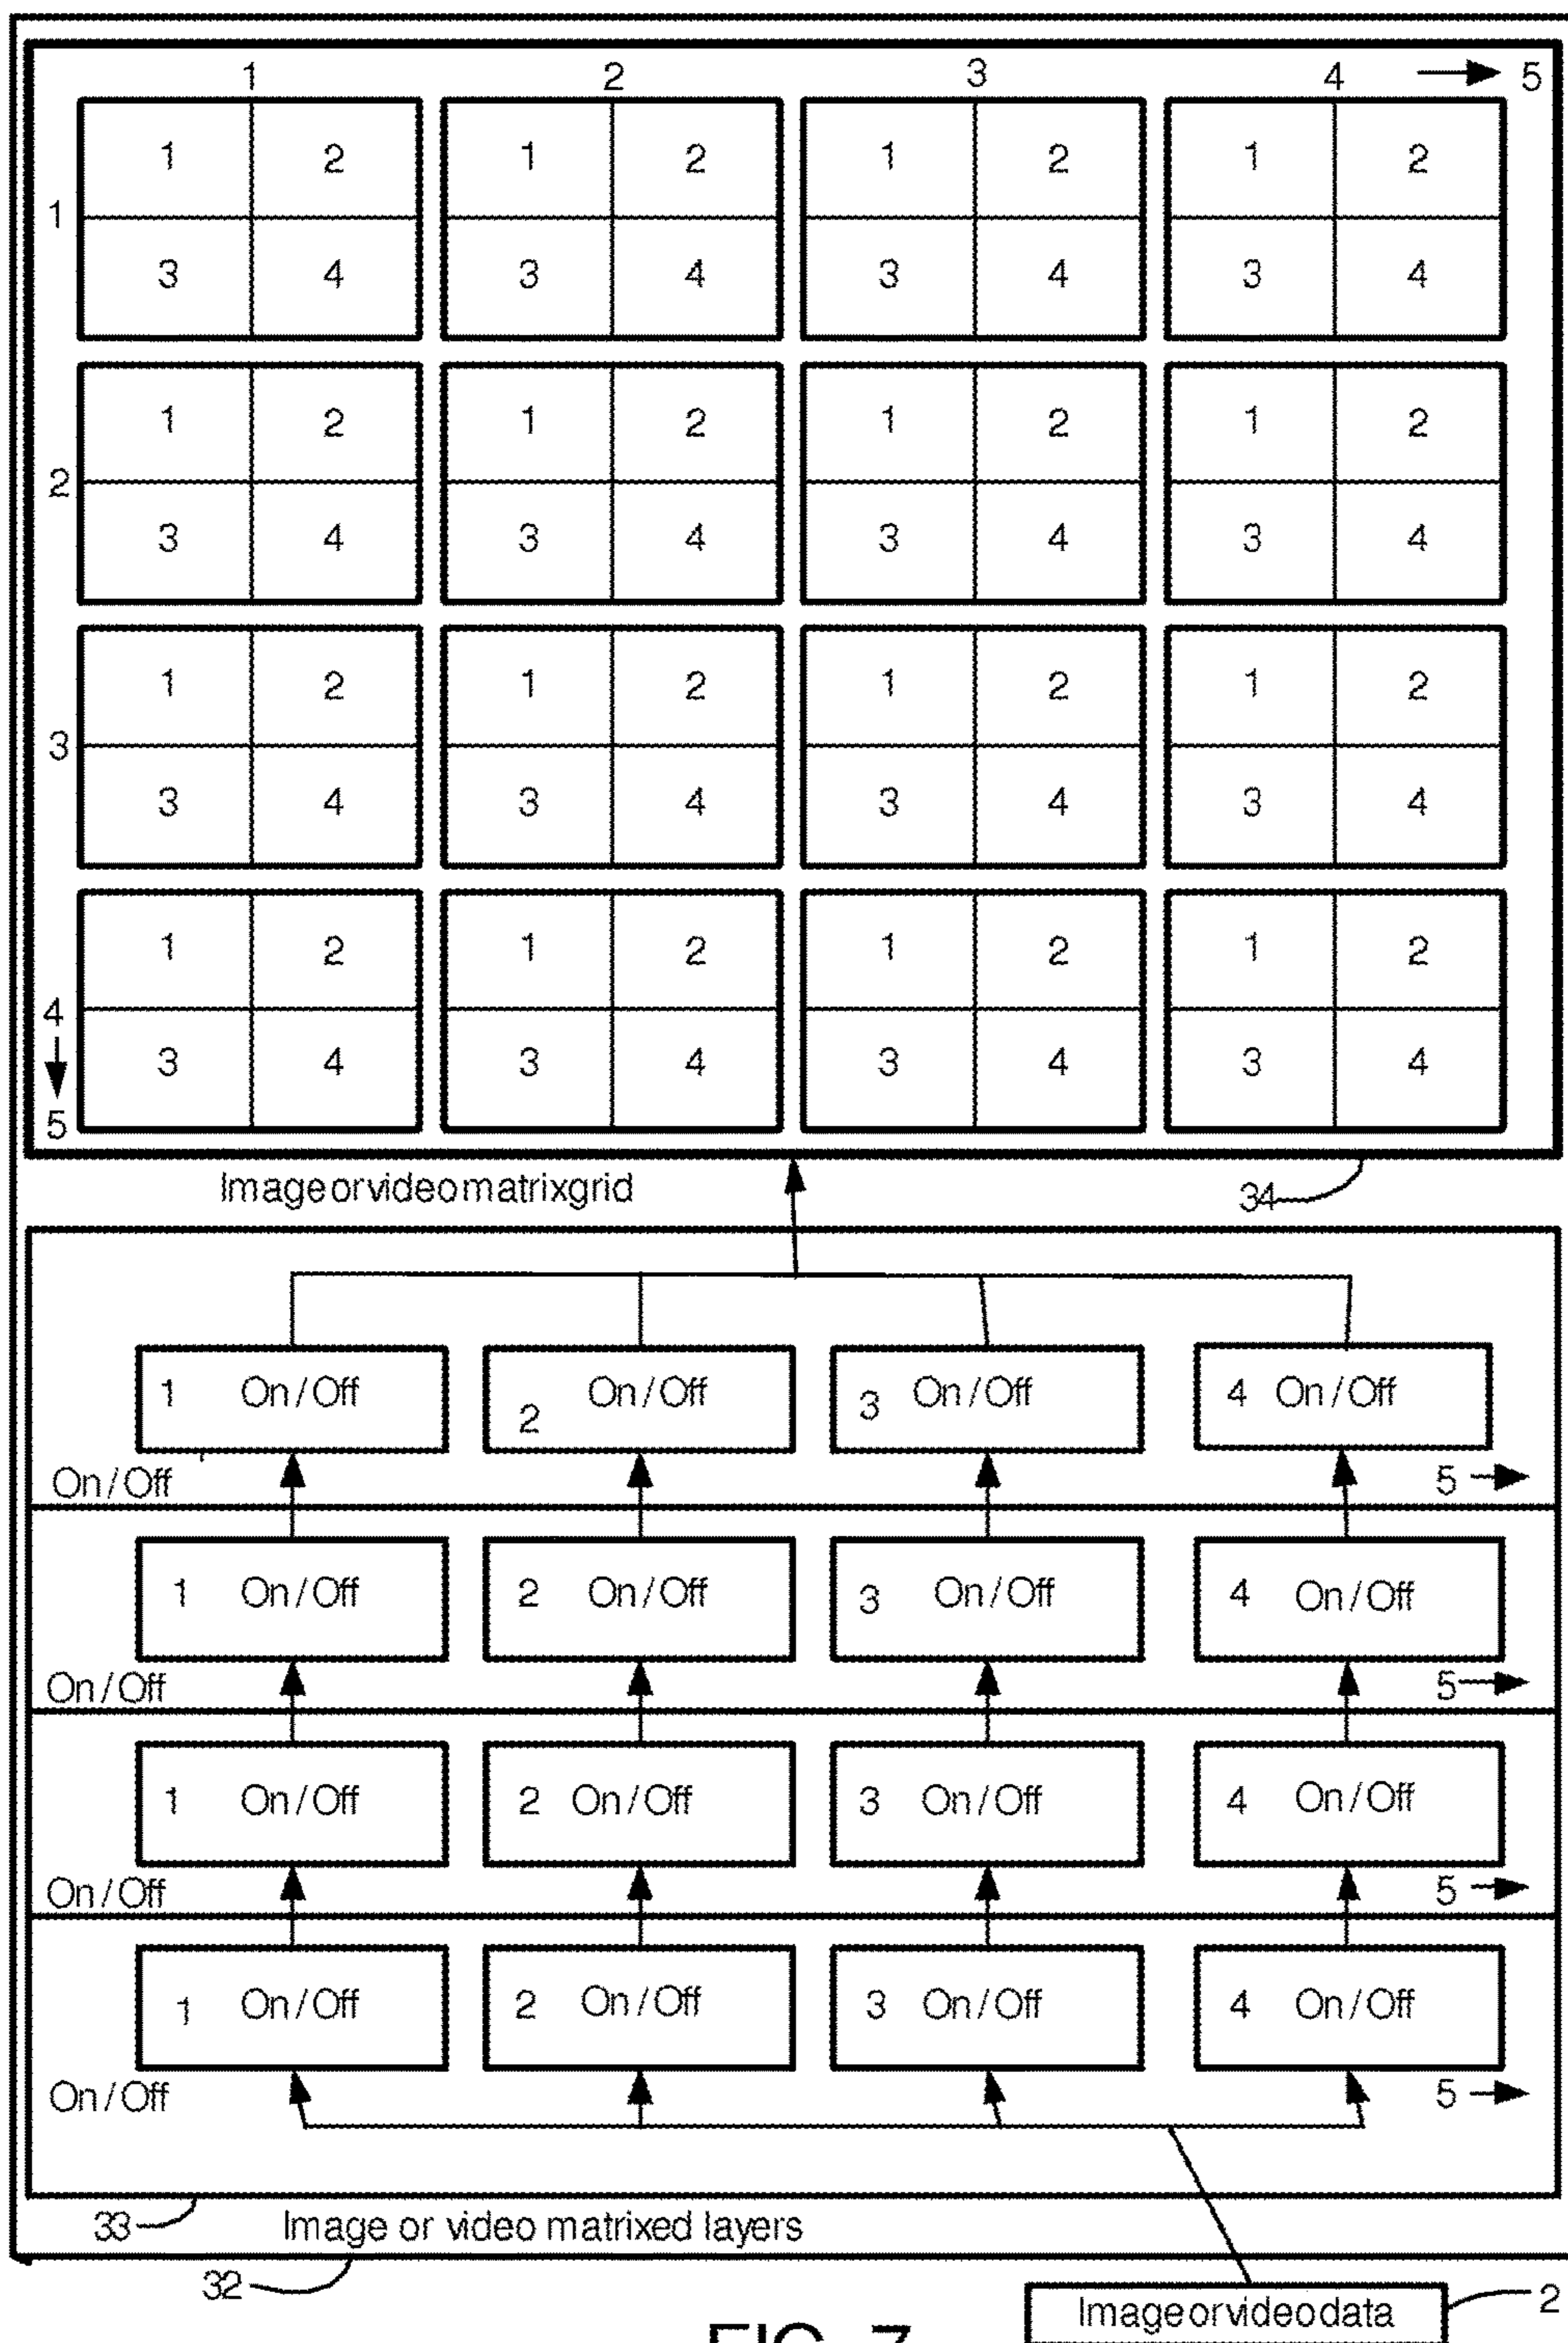 1 2 3 4 5
1 2 1 2 1 2 1 2
1
3 4 3 4 3 4 3 4
1 2 1 2 1 2 1 2
2
3 4 3 4 3 4 3 4
1 2 1 2 1 2 1 2
3
3 4 3 4 3 4 3 4
1 2 1 2 1 2 1 2
4
3 4 3 4 3 4 3 4
5
Imageorvideomatrixgrid 34
1 On/Off 2 On/Off 3 On/Off 4 On/Off
On/Off 5
1 On/Off 2 On/Off 3 On/Off 4 On/Off
On/Off 5
1 On/Off 2 On/Off 3 On/Off 4 On/Off
On/Off 5
1 On/Off 2 On/Off 3 On/Off 4 On/Off
On/Off 5
33 Image or video matrixed layers
32
Imageorvideodata 2
FIG. 7